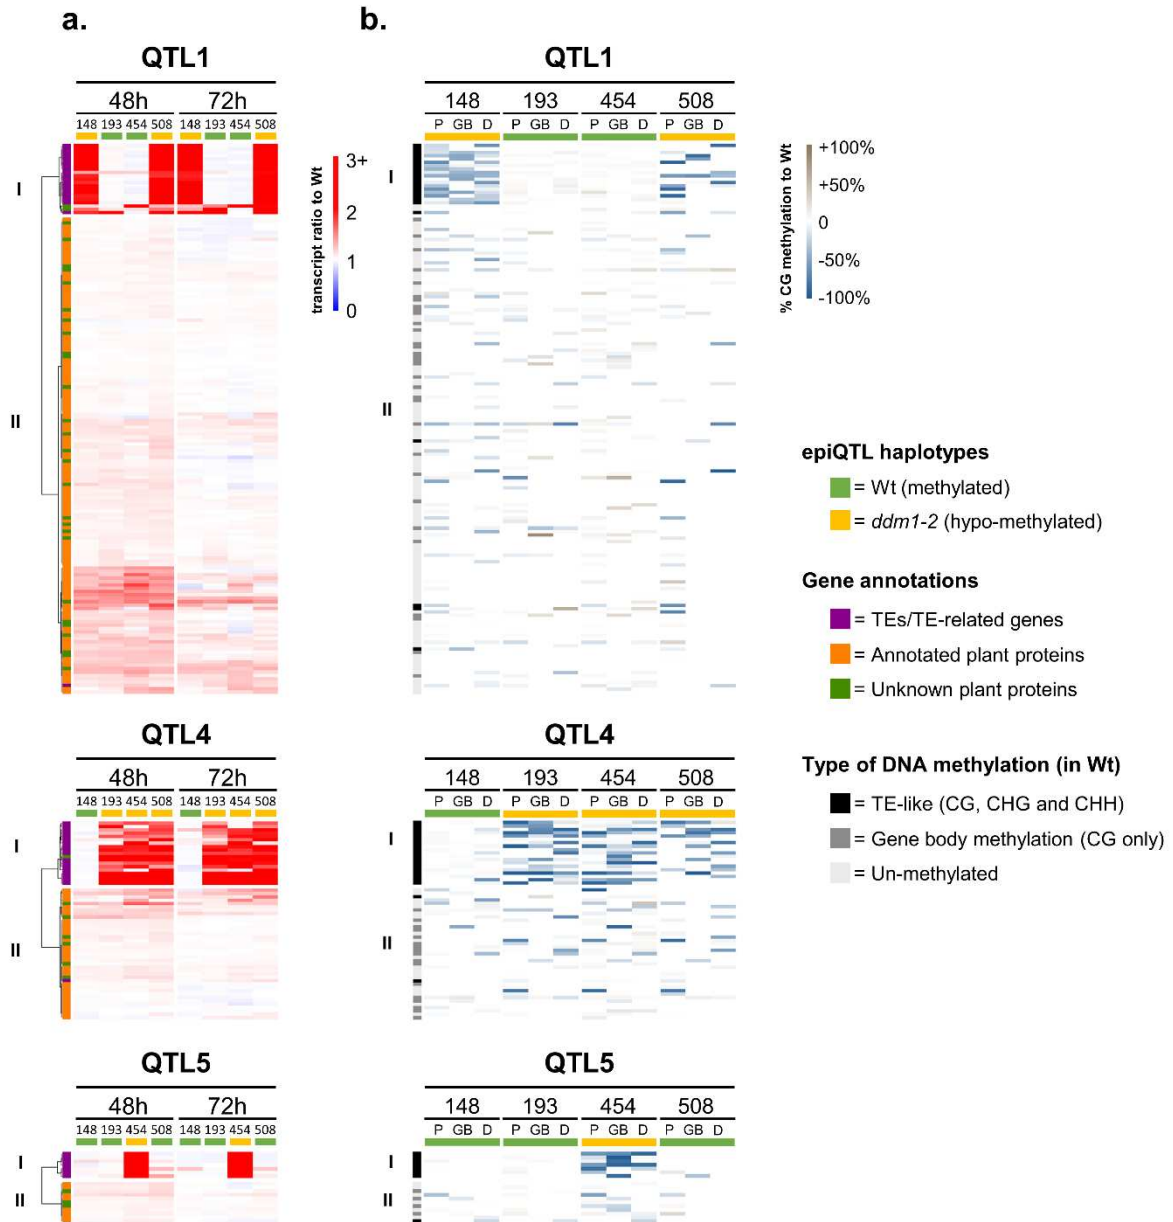 a.
QTL1
48h 72h
148 193 454 508 148 193 454 508
I
II
3+
2
1
0
transcript ratio to Wt
b.
QTL1
148 193 454 508
P GB D P GB D P GB D P GB D
I
II
+100%
+50%
0
-50%
-100%
% CG methylation to Wt
QTL4
48h 72h
148 193 454 508 148 193 454 508
I
II
QTL4
148 193 454 508
P GB D P GB D P GB D P GB D
I
II
QTL5
48h 72h
148 193 454 508 148 193 454 508
I
II
QTL5
148 193 454 508
P GB D P GB D P GB D P GB D
I
II
epiQTL haplotypes
= Wt (methylated)
= ddm1-2 (hypo-methylated)
Gene annotations
= TEs/TE-related genes
= Annotated plant proteins
= Unknown plant proteins
Type of DNA methylation (in Wt)
= TE-like (CG, CHG and CHH)
= Gene body methylation (CG only)
= Un-methylated